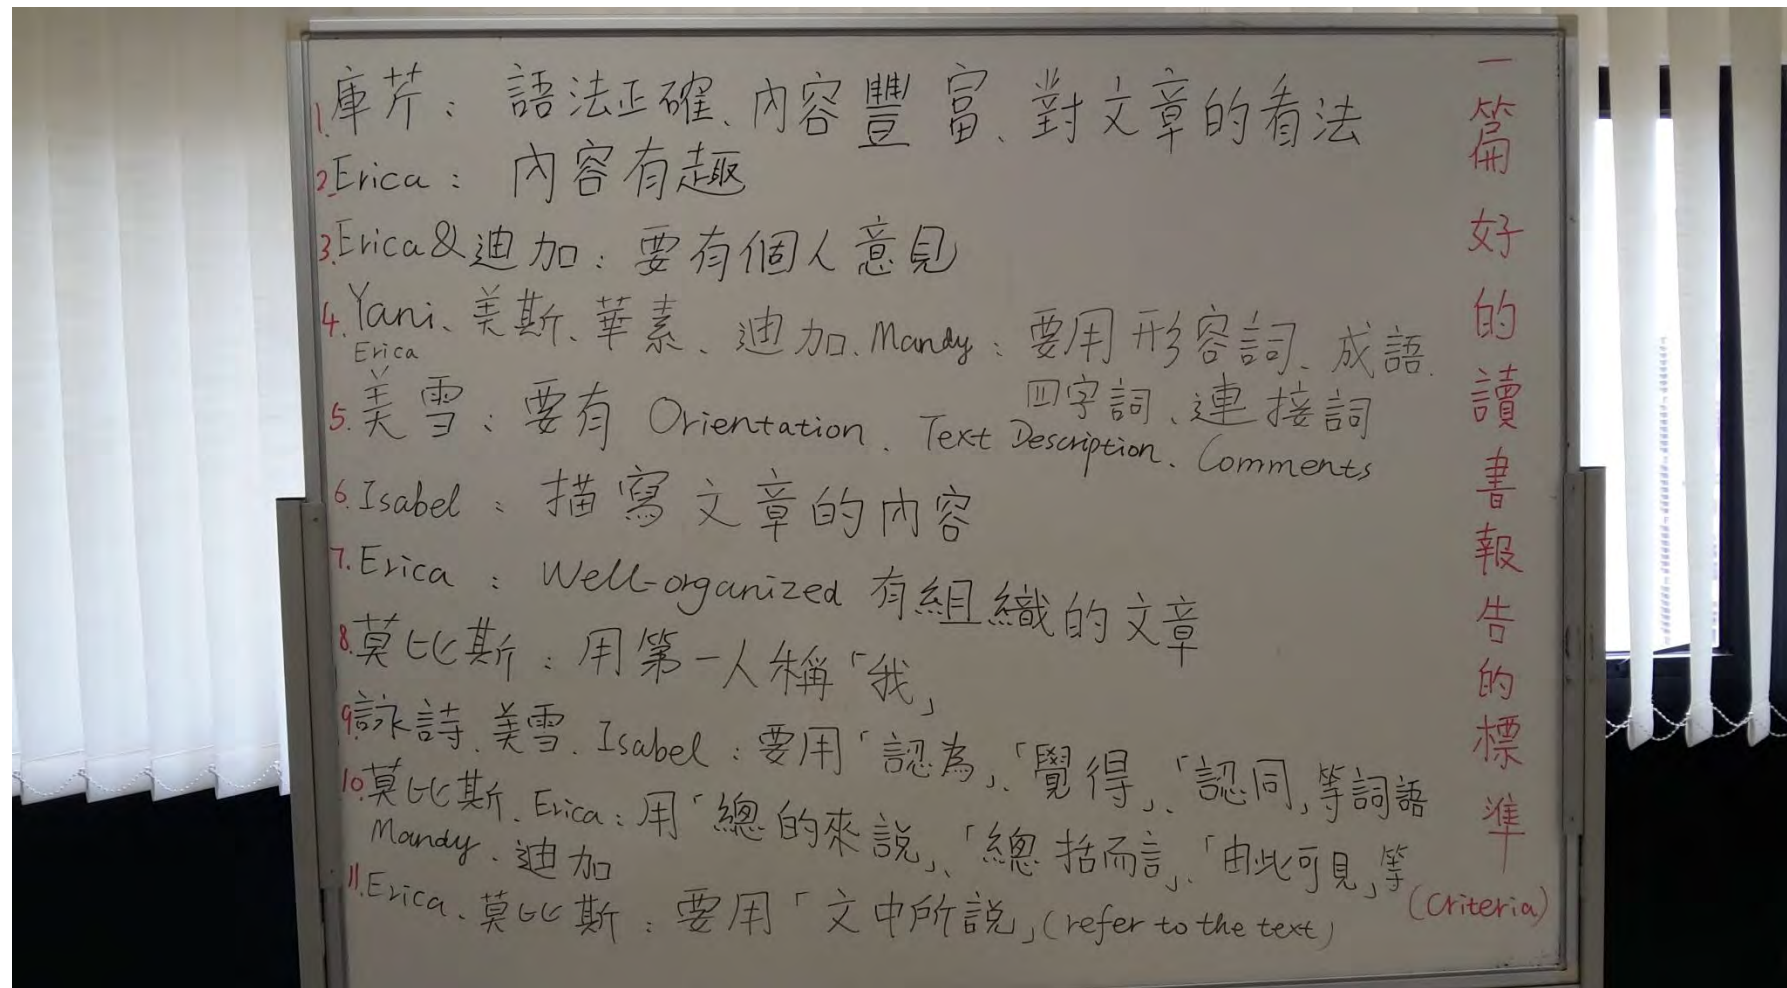 一篇好的讀書報告的標準
(criteria)
1. 庫芹：語法正確、內容豐富、對文章的看法
2. Erica：內容有趣
3. Erica & 迪加：要有個人意見
4. Yani、美斯、華素、迪加、Mandy：要用形容詞、成語、
Erica
四字詞、連接詞
5. 美雪：要有 Orientation、Text Description、Comments
6. Isabel：描寫文章的內容
7. Erica：Well-organized 有組織的文章
8. 莫比斯：用第一人稱「我」
9. 詠詩、美雪、Isabel：要用「認為」、「覺得」、「認同」等詞語
10. 莫比斯、Erica：用「總的來說」、「總括而言」、「由此可見」等
Mandy、迪加
11. Erica、莫比斯：要用「文中所說」(refer to the text)